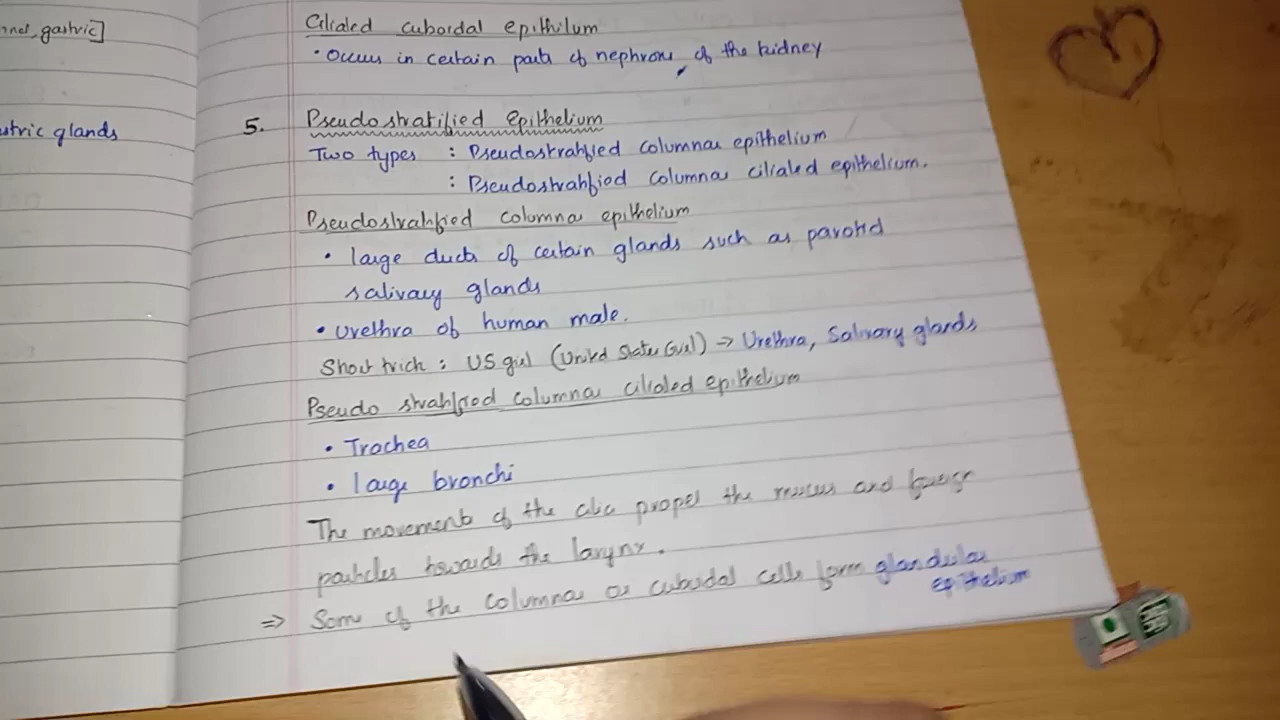 nnel, gastric]
stric glands
Ciliated cuboidal epithilum
• Occurs in certain parts of nephrons of the kidney
5. Pseudostratified Epithelium
Two types : Pseudostratified columnar epithelium
: Pseudostratified columnar ciliated epithelium.
Pseudostratified columnar epithelium
• large ducts of certain glands such as parotid
salivary glands
• Urethra of human male.
Short trick : US girl (United States Girl) → Urethra, Salivary glands
Pseudo stratified columnar ciliated epithelium
• Trachea
• large bronchi
The movements of the cilia propel the mucus and foreign
particles towards the larynx.
⇒ Some of the columnar or cuboidal cells form glandular
epithelium